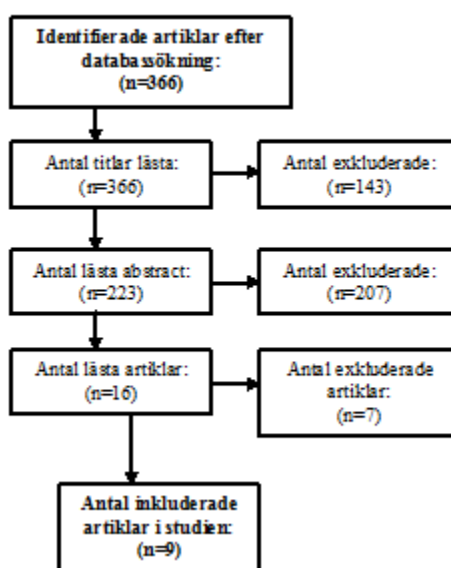 Identifierade artiklar efter
databassökning:
(n=366)
Antal titlar lästa:
(n=366)
Antal exkluderade:
(n=143)
Antal lästa abstract:
(n=223)
Antal exkluderade:
(n=207)
Antal lästa artiklar:
(n=16)
Antal exkluderade
artiklar:
(n=7)
Antal inkluderade
artiklar i studien:
(n=9)